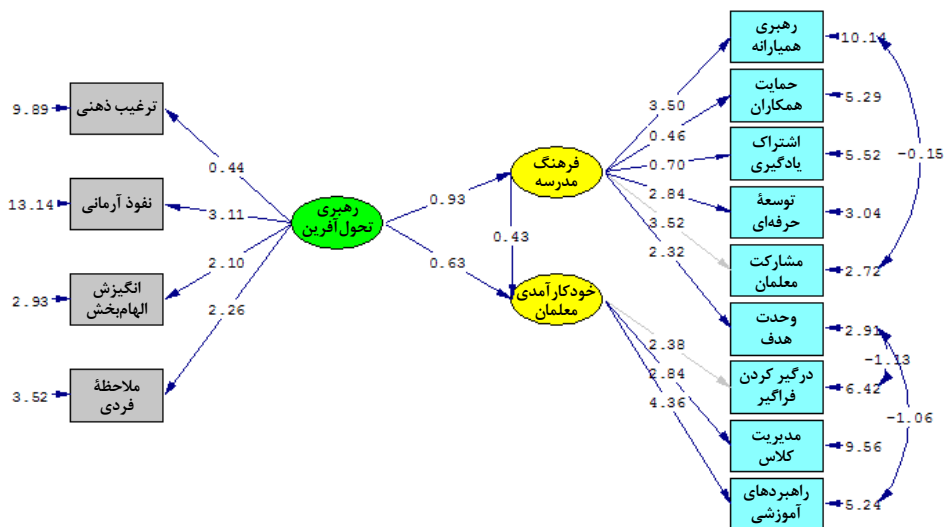 رهبری
همیارانه
10.14
حمایت
همکاران
5.29
اشتراک
یادگیری
5.52
توسعهٔ
حرفه‌ای
3.04
مشارکت
معلمان
2.72
وحدت
هدف
2.91
درگیر کردن
فراگیر
6.42
مدیریت
کلاس
9.56
راهبردهای
آموزشی
5.24
-0.15
-1.13
-1.06
3.50
0.46
0.70
2.84
3.52
2.32
2.38
2.84
4.36
فرهنگ
مدرسه
خودکارآمدی
معلمان
0.93
0.43
0.63
رهبری
تحول‌آفرین
0.44
3.11
2.10
2.26
ترغیب ذهنی
9.89
نفوذ آرمانی
13.14
انگیزش
الهام‌بخش
2.93
ملاحظهٔ
فردی
3.52